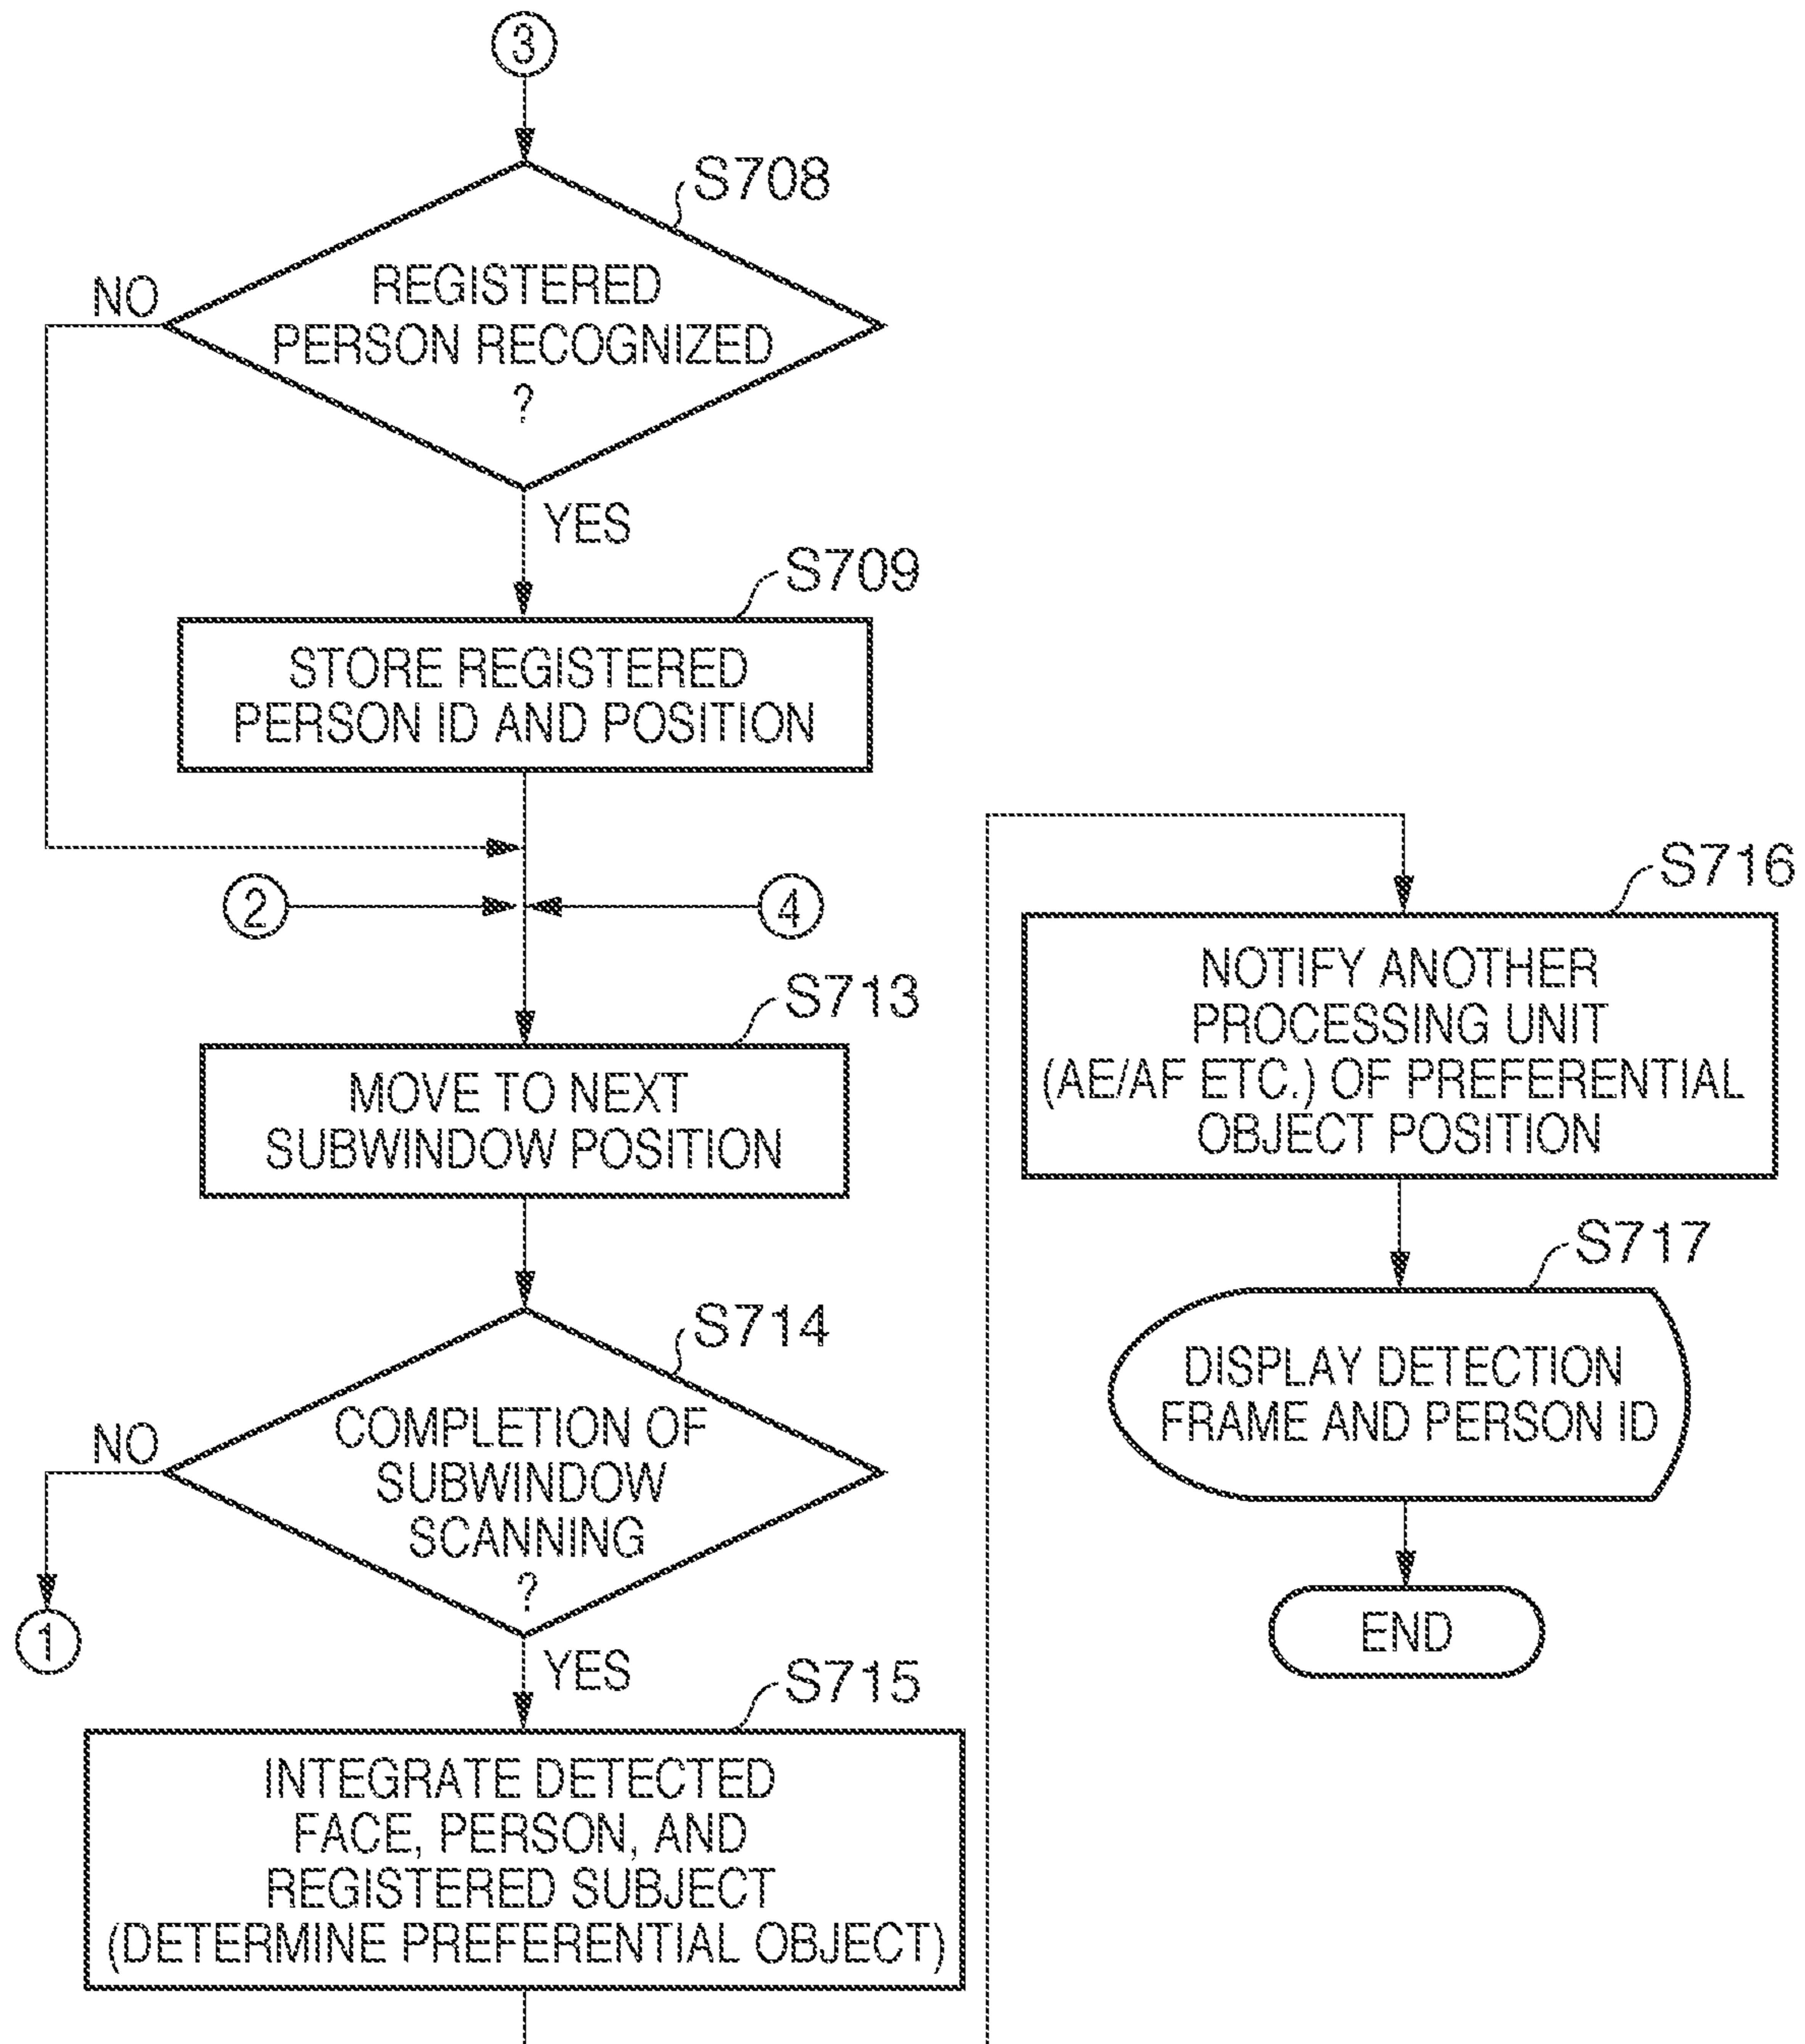 3
S708
NO
REGISTERED
PERSON RECOGNIZED
?
YES
S709
STORE REGISTERED
PERSON ID AND POSITION
2
4
S713
MOVE TO NEXT
SUBWINDOW POSITION
S714
NO
COMPLETION OF
SUBWINDOW
SCANNING
?
1
YES
S715
INTEGRATE DETECTED
FACE, PERSON, AND
REGISTERED SUBJECT
(DETERMINE PREFERENTIAL OBJECT)
S716
NOTIFY ANOTHER
PROCESSING UNIT
(AE/AF ETC.) OF PREFERENTIAL
OBJECT POSITION
S717
DISPLAY DETECTION
FRAME AND PERSON ID
END